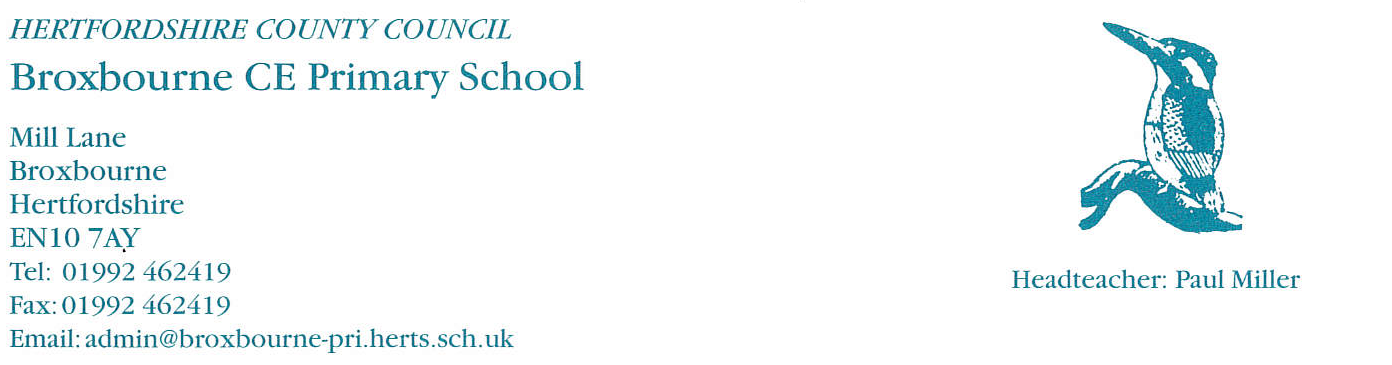 HERTFORDSHIRE COUNTY COUNCIL
Broxbourne CE Primary School
Mill Lane
Broxbourne
Hertfordshire
EN10 7AY
Tel: 01992 462419
Fax: 01992 462419
Email: admin@broxbourne-pri.herts.sch.uk
Headteacher: Paul Miller